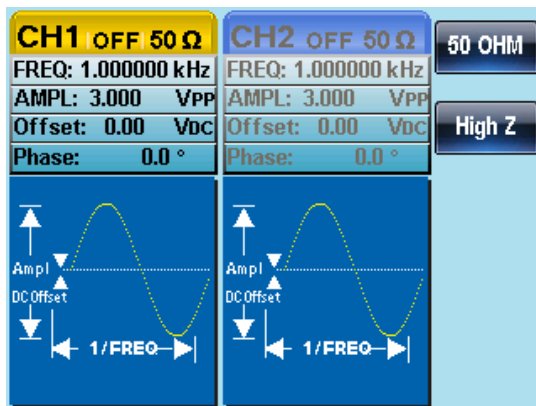 CH1 OFF 50 Ω
FREQ: 1.000000 kHz
AMPL: 3.000 VPP
Offset: 0.00 VDC
Phase: 0.0 °
Ampl
DC Offset
1/FREQ
CH2 OFF 50 Ω
FREQ: 1.000000 kHz
AMPL: 3.000 VPP
Offset: 0.00 VDC
Phase: 0.0 °
Ampl
DC Offset
1/FREQ
50 OHM
High Z